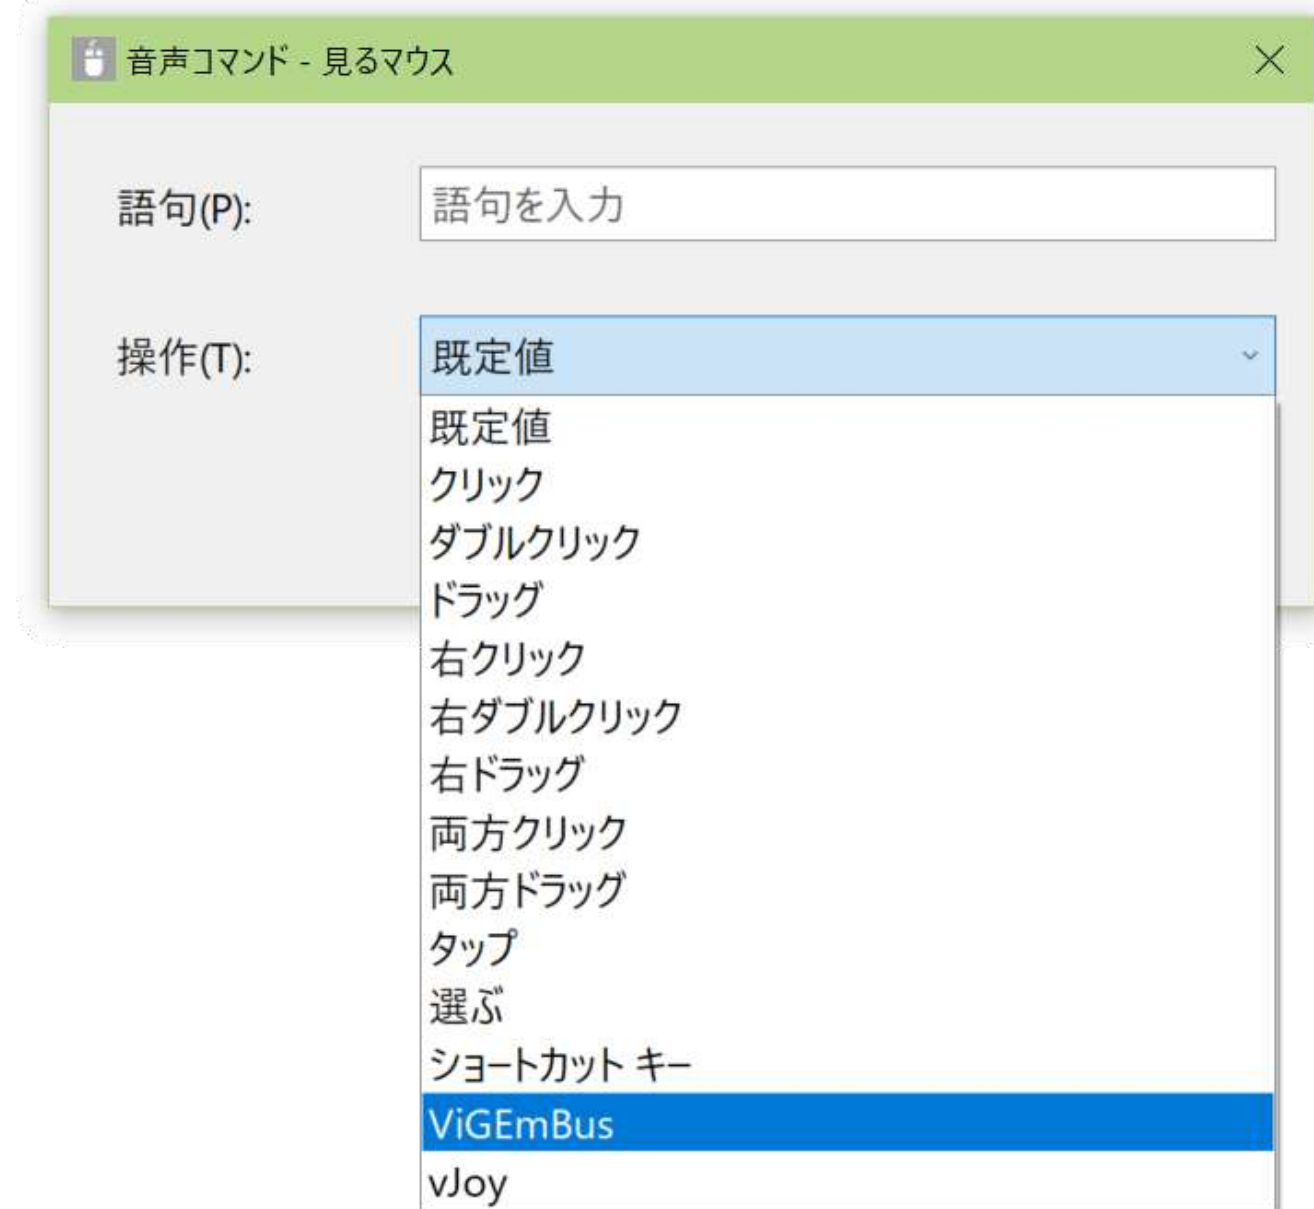 音声コマンド - 見るマウス
語句(P):
語句を入力
操作(T):
既定値
既定値
クリック
ダブルクリック
ドラッグ
右クリック
右ダブルクリック
右ドラッグ
両方クリック
両方ドラッグ
タップ
選ぶ
ショートカット キー
ViGEmBus
vJoy